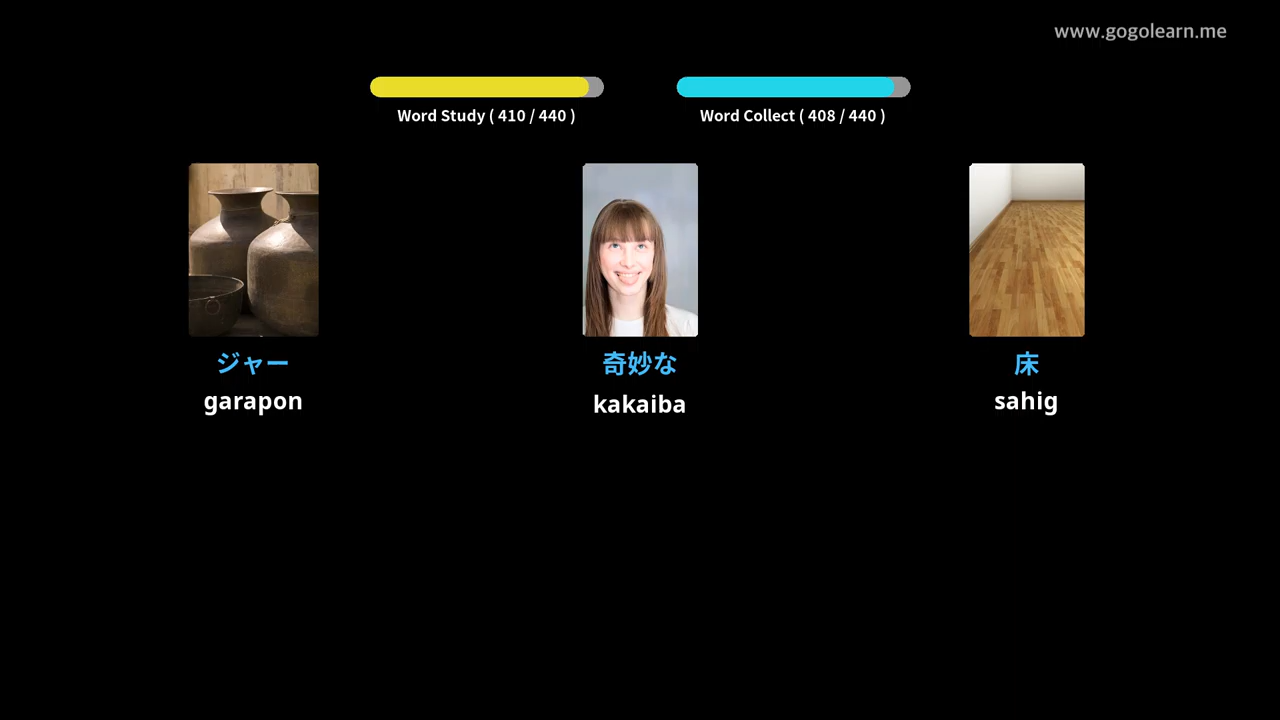 www.gogolearn.me
Word Study ( 410 / 440 )
Word Collect ( 408 / 440 )
ジャー
garapon
奇妙な
kakaiba
床
sahig